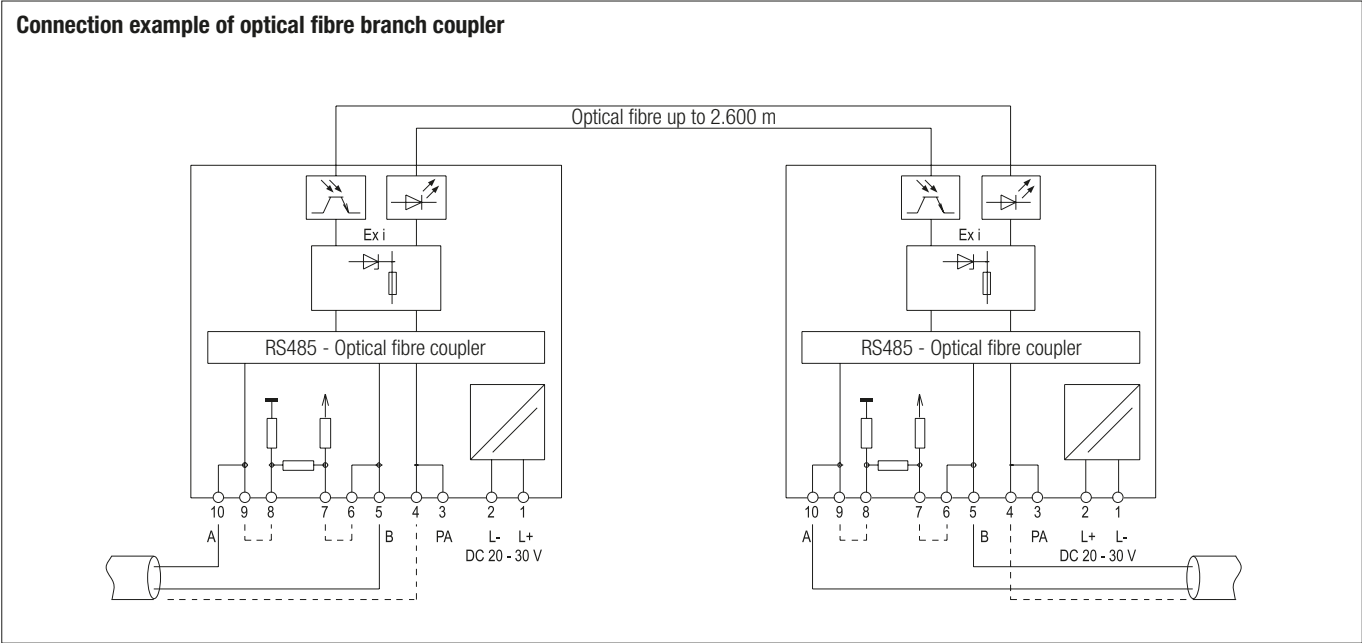 Connection example of optical fibre branch coupler
Optical fibre up to 2.600 m
Ex i
Ex i
RS485 - Optical fibre coupler
RS485 - Optical fibre coupler
10 9 8 7 6 5 4 3 2 1
10 9 8 7 6 5 4 3 2 1
A B PA L- L+
A B PA L+ L-
DC 20 - 30 V
DC 20 - 30 V